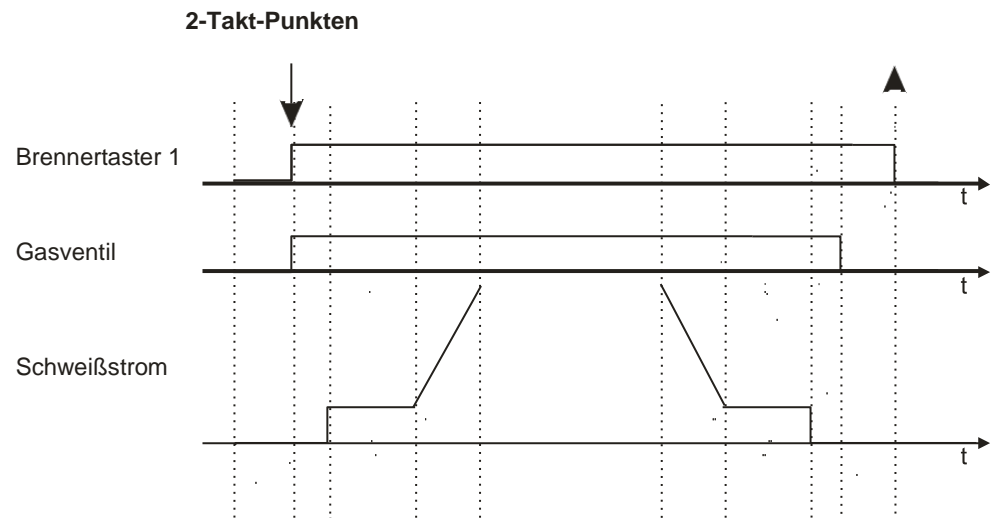 2-Takt-Punkten
Brennertaster 1
t
Gasventil
t
Schweißstrom
t